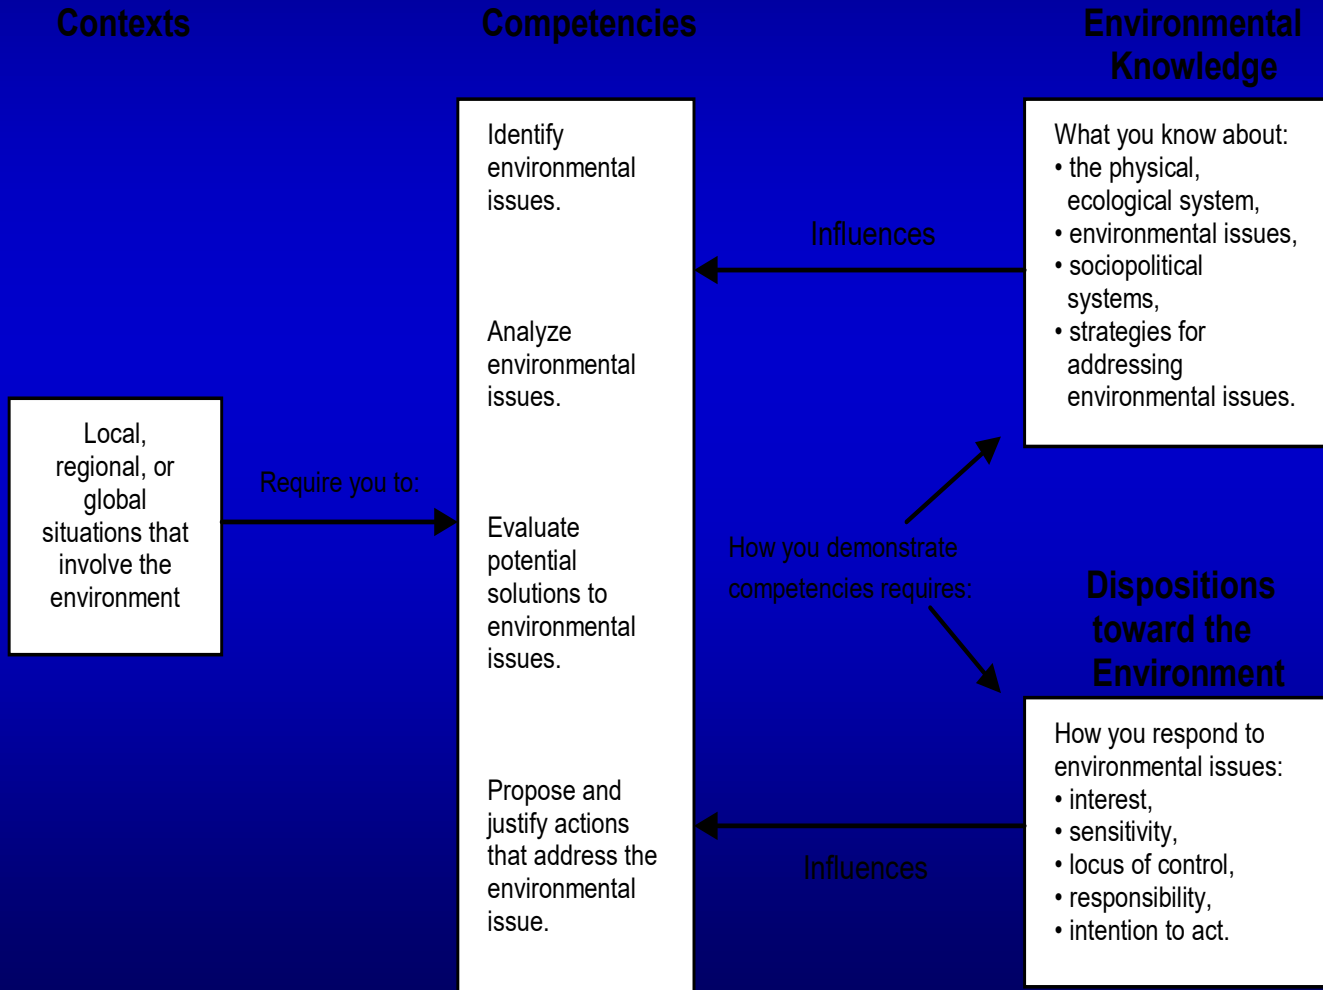 Contexts
Competencies
Environmental
Knowledge
Local,
regional, or
global
situations that
involve the
environment
Require you to:
Identify
environmental
issues.
Analyze
environmental
issues.
Evaluate
potential
solutions to
environmental
issues.
Propose and
justify actions
that address the
environmental
issue.
Influences
What you know about:
• the physical,
ecological system,
• environmental issues,
• sociopolitical
systems,
• strategies for
addressing
environmental issues.
How you demonstrate
competencies requires:
Dispositions
toward the
Environment
Influences
How you respond to
environmental issues:
• interest,
• sensitivity,
• locus of control,
• responsibility,
• intention to act.